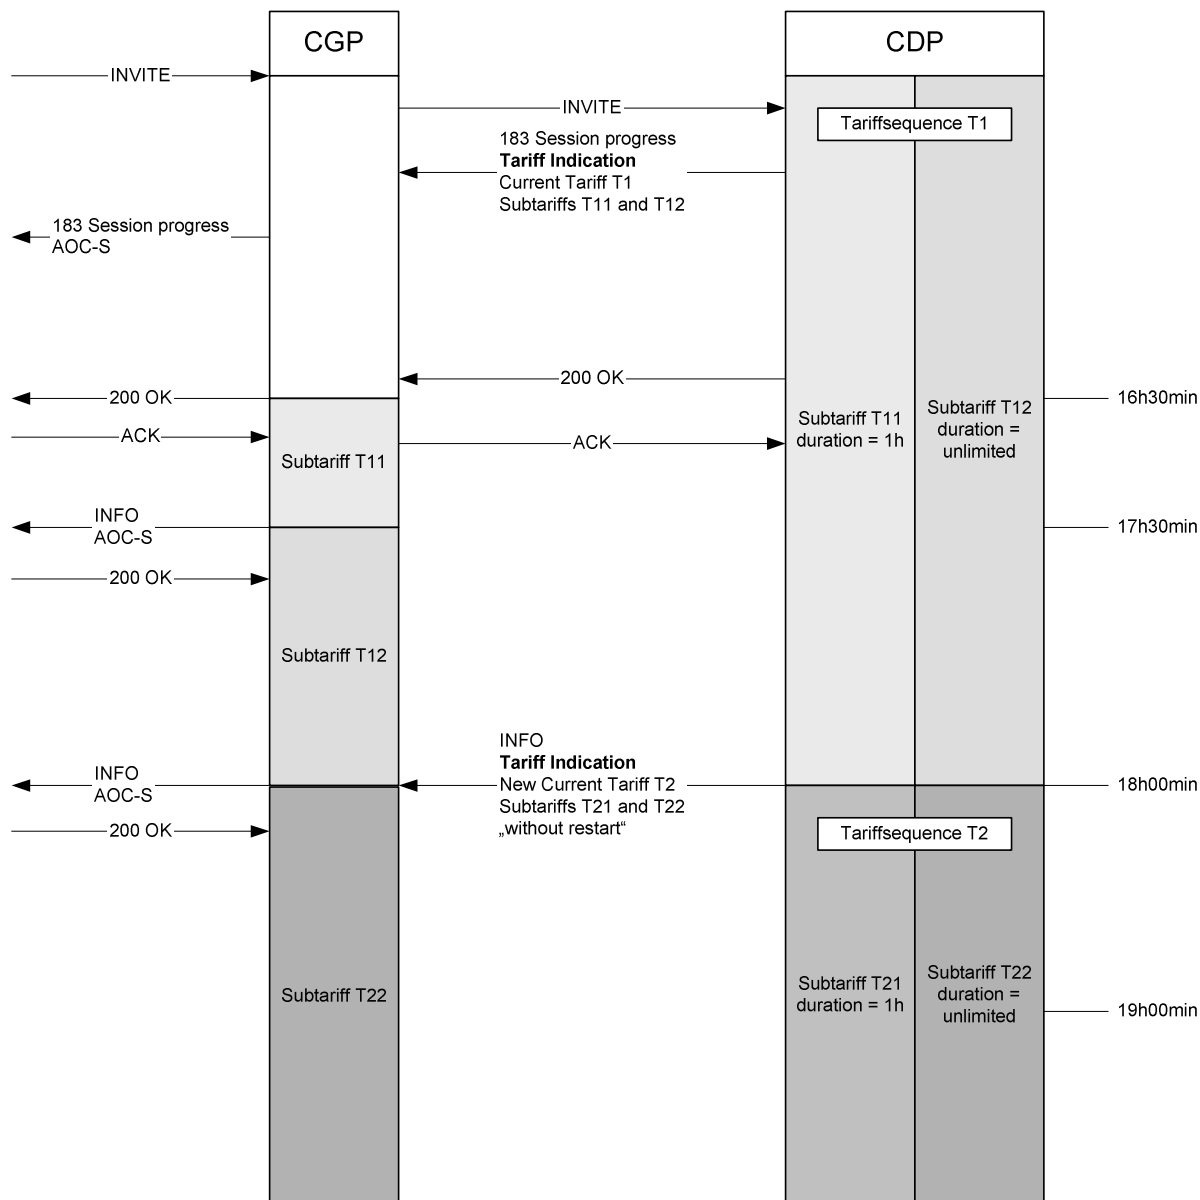 CGP
CDP
INVITE
INVITE
Tariffsequence T1
183 Session progress
Tariff Indication
Current Tariff T1
Subtariffs T11 and T12
183 Session progress
AOC-S
200 OK
200 OK
16h30min
Subtariff T11
duration = 1h
Subtariff T12
duration =
unlimited
ACK
ACK
Subtariff T11
INFO
AOC-S
17h30min
200 OK
Subtariff T12
INFO
Tariff Indication
New Current Tariff T2
Subtariffs T21 and T22
„without restart“
INFO
AOC-S
18h00min
200 OK
Tariffsequence T2
Subtariff T22
Subtariff T21
duration = 1h
Subtariff T22
duration =
unlimited
19h00min